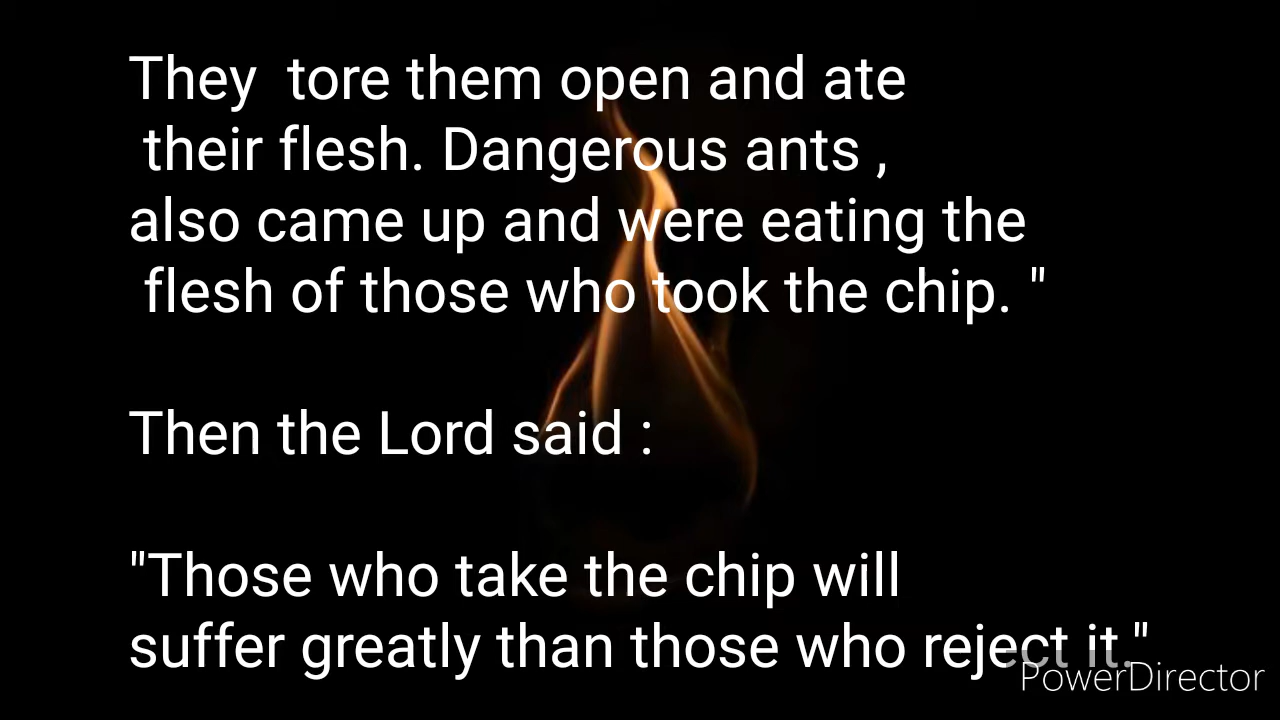 They  tore them open and ate
their flesh. Dangerous ants ,
also came up and were eating the
flesh of those who took the chip. "
Then the Lord said :
"Those who take the chip will
suffer greatly than those who reject it."
PowerDirector